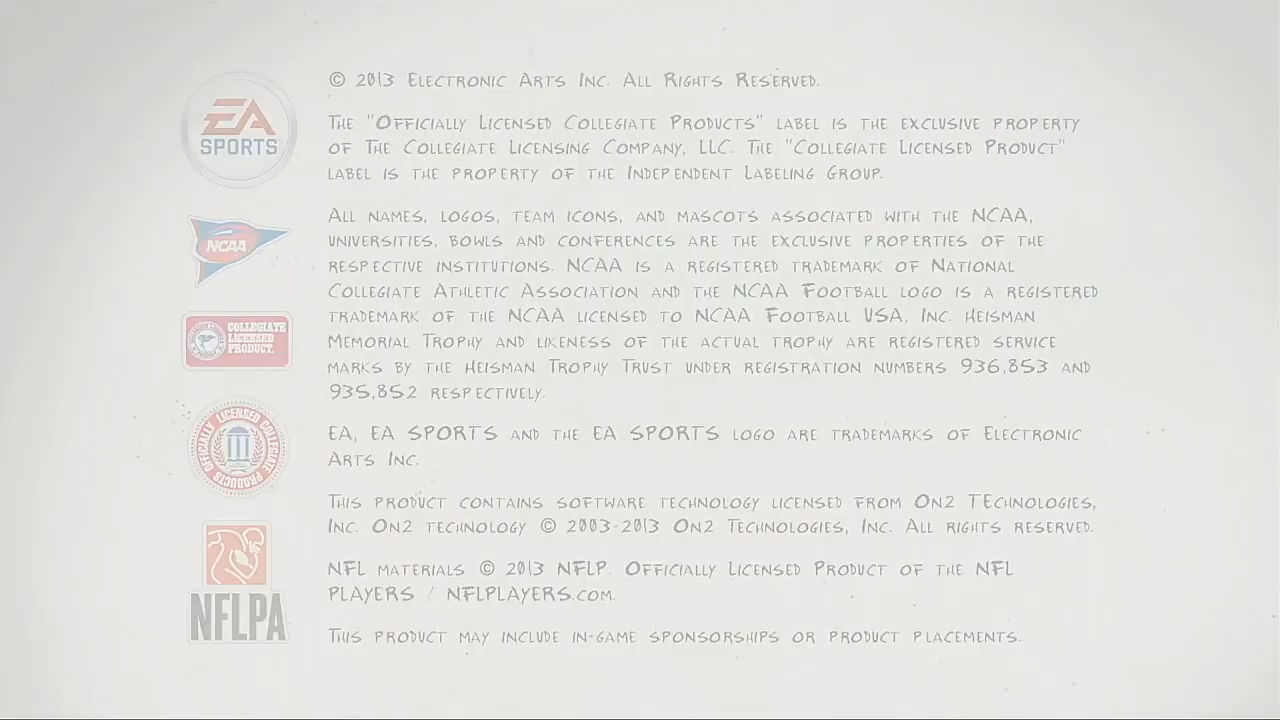 © 2013 Electronic Arts Inc. All Rights Reserved.
The "Officially Licensed Collegiate Products" label is the exclusive property
of The Collegiate Licensing Company, LLC. The "Collegiate Licensed Product"
label is the property of the Independent Labeling Group.
All names, logos, team icons, and mascots associated with the NCAA,
universities, bowls and conferences are the exclusive properties of the
respective institutions. NCAA is a registered trademark of National
Collegiate Athletic Association and the NCAA Football logo is a registered
trademark of the NCAA licensed to NCAA Football USA, Inc. Heisman
Memorial Trophy and likeness of the actual trophy are registered service
marks by the Heisman Trophy Trust under registration numbers 936,853 and
935,852 respectively.
EA, EA SPORTS and the EA SPORTS logo are trademarks of Electronic
Arts Inc.
This product contains software technology licensed from On2 TEchnologies,
Inc. On2 technology © 2003-2013 On2 Technologies, Inc. All rights reserved.
NFL materials © 2013 NFLP. Officially Licensed Product of the NFL
PLAYERS / NFLPLAYERS.com.
This product may include in-game sponsorships or product placements.
EA
SPORTS
NCAA
COLLEGIATE
LICENSED
PRODUCT.
OFFICIALLY LICENSED COLLEGIATE PRODUCTS
NFLPA